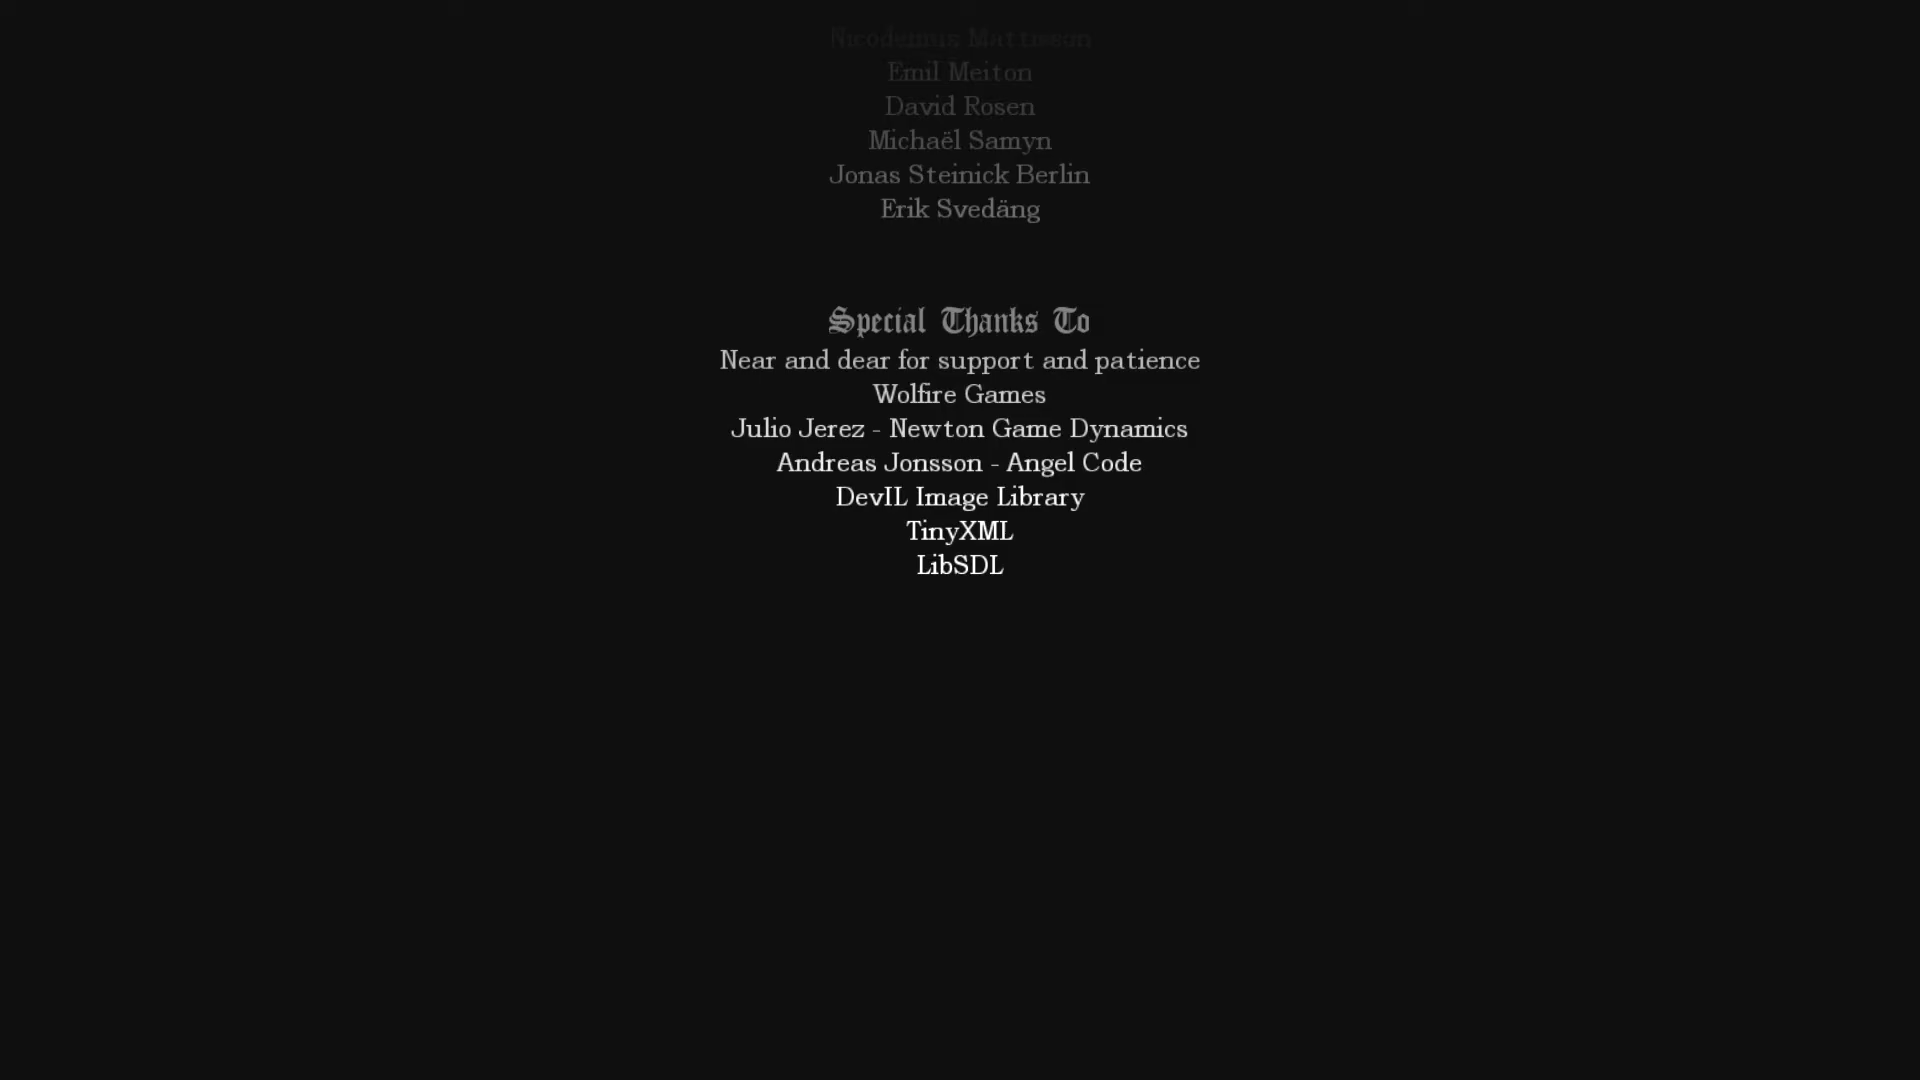 Nicodemus Mattisson
Emil Meiton
David Rosen
Michaël Samyn
Jonas Steinick Berlin
Erik Svedäng
Special Thanks To
Near and dear for support and patience
Wolfire Games
Julio Jerez - Newton Game Dynamics
Andreas Jonsson - Angel Code
DevIL Image Library
TinyXML
LibSDL